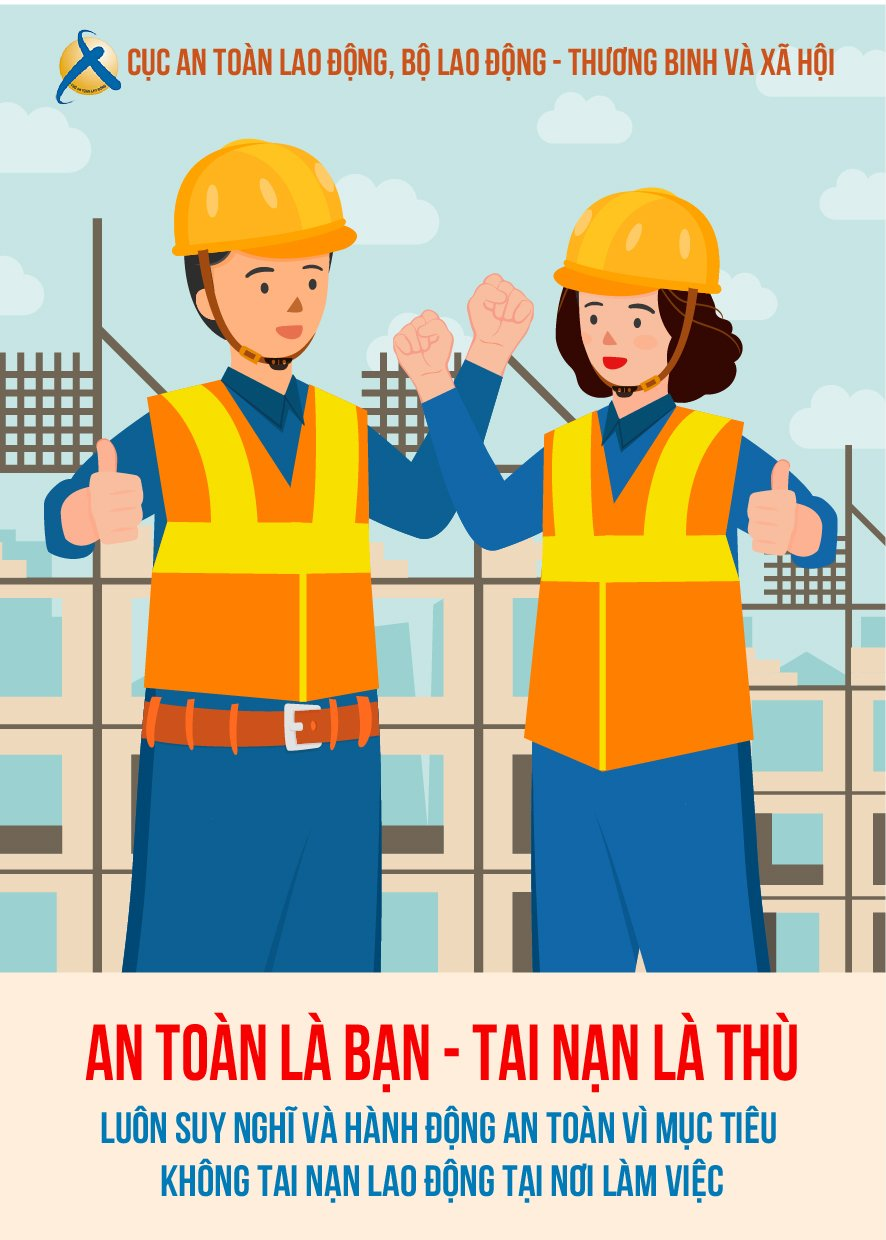 CỤC AN TOÀN LAO ĐỘNG, BỘ LAO ĐỘNG - THƯƠNG BINH VÀ XÃ HỘI
AN TOÀN LÀ BẠN - TAI NẠN LÀ THÙ
LUÔN SUY NGHĨ VÀ HÀNH ĐỘNG AN TOÀN VÌ MỤC TIÊU
KHÔNG TAI NẠN LAO ĐỘNG TẠI NƠI LÀM VIỆC